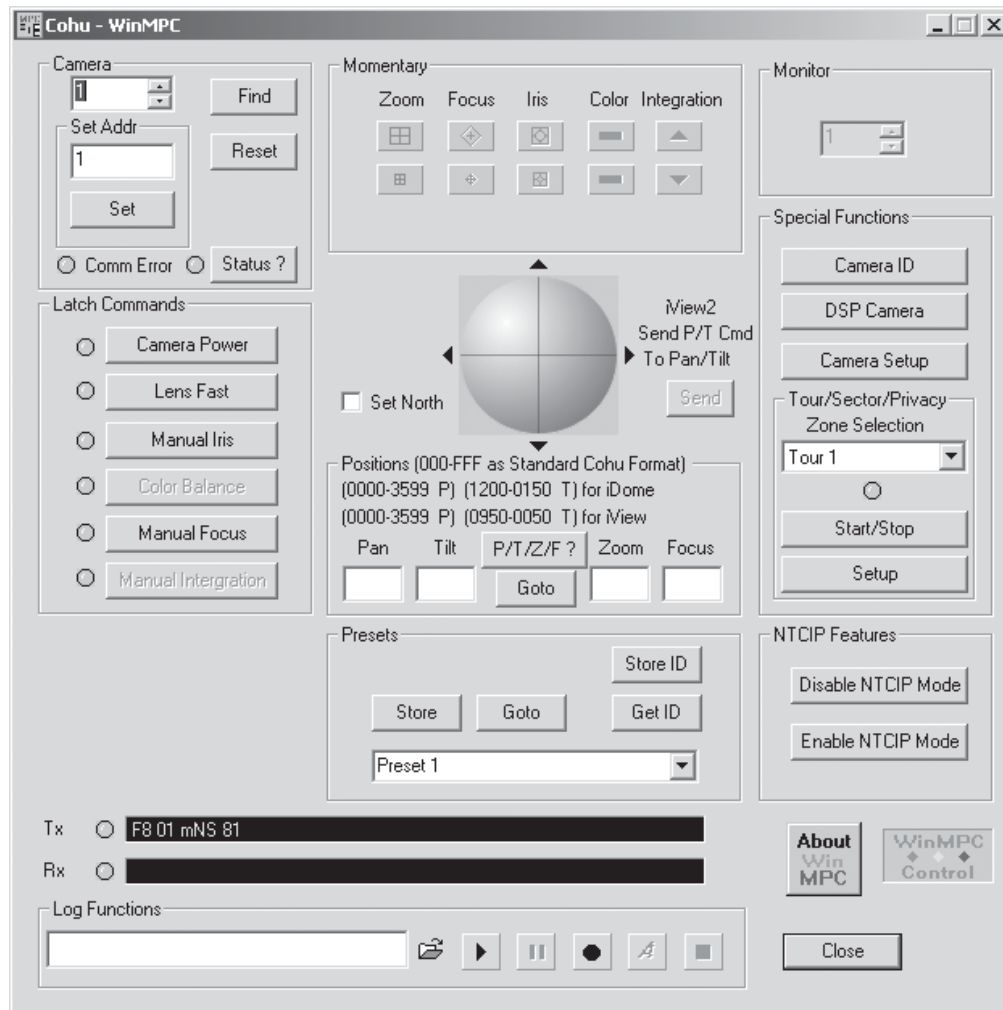 Cohu - WinMPC
Camera
1
Find
Set Addr
1
Reset
Set
Comm Error
Status ?
Momentary
Zoom Focus Iris Color Integration
Monitor
1
Latch Commands
Camera Power
Lens Fast
Manual Iris
Color Balance
Manual Focus
Manual Intergration
iView2
Send P/T Cmd
To Pan/Tilt
Send
Set North
Special Functions
Camera ID
DSP Camera
Camera Setup
Tour/Sector/Privacy
Zone Selection
Tour 1
Start/Stop
Setup
Positions (000-FFF as Standard Cohu Format)
(0000-3599 P) (1200-0150 T) for iDome
(0000-3599 P) (0950-0050 T) for iView
Pan Tilt P/T/Z/F ? Zoom Focus
Goto
Presets
Store ID
Store Goto Get ID
Preset 1
NTCIP Features
Disable NTCIP Mode
Enable NTCIP Mode
Tx F8 01 mNS 81
Rx
About
Win
MPC
WinMPC
Control
Log Functions
A
Close